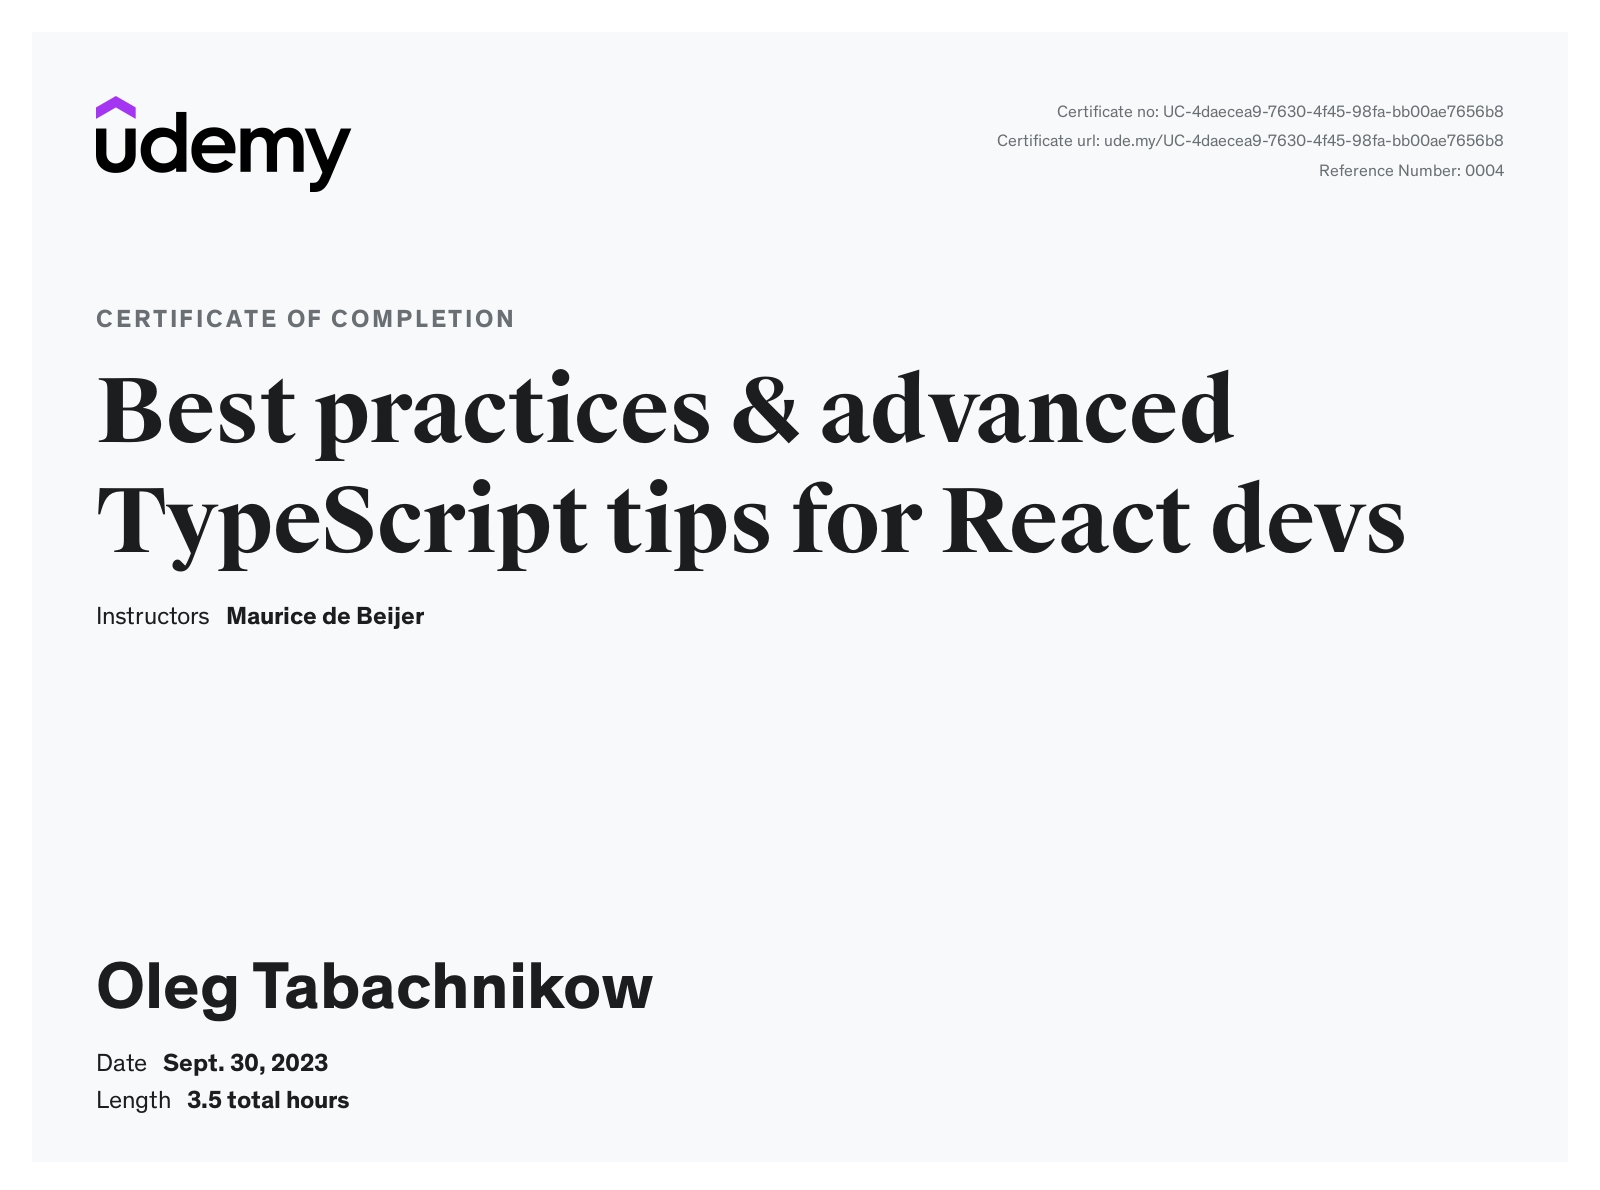 udemy
Certificate no: UC-4daecea9-7630-4f45-98fa-bb00ae7656b8
Certificate url: ude.my/UC-4daecea9-7630-4f45-98fa-bb00ae7656b8
Reference Number: 0004
CERTIFICATE OF COMPLETION
Best practices & advanced
TypeScript tips for React devs
Instructors Maurice de Beijer
Oleg Tabachnikow
Date Sept. 30, 2023
Length 3.5 total hours